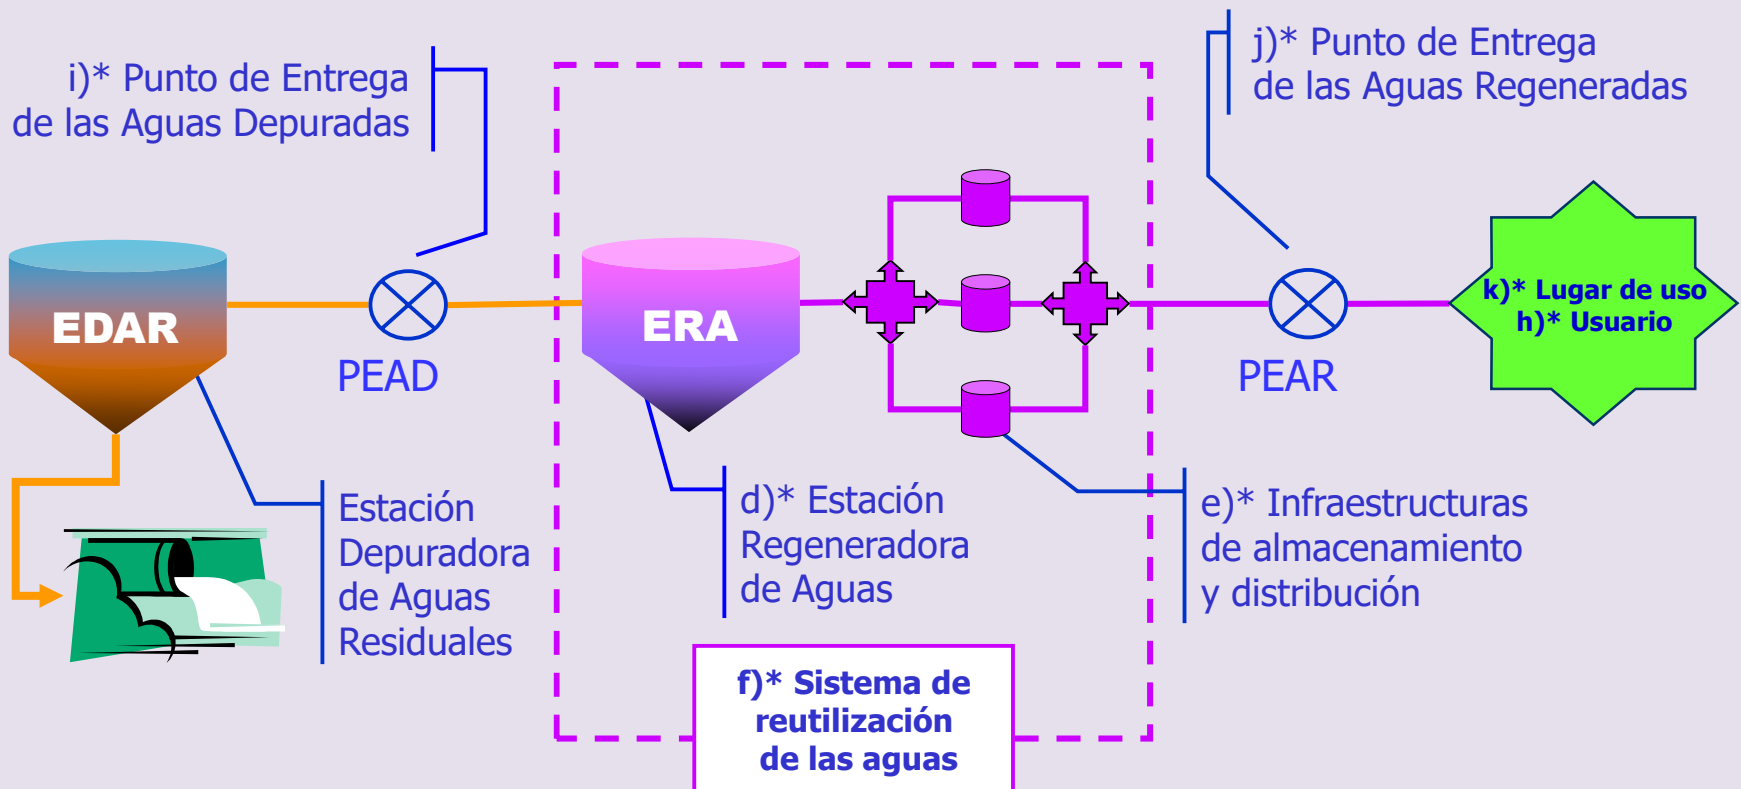 i)* Punto de Entrega
de las Aguas Depuradas
j)* Punto de Entrega
de las Aguas Regeneradas
EDAR
PEAD
ERA
PEAR
k)* Lugar de uso
h)* Usuario
Estación
Depuradora
de Aguas
Residuales
d)* Estación
Regeneradora
de Aguas
e)* Infraestructuras
de almacenamiento
y distribución
f)* Sistema de
reutilización
de las aguas